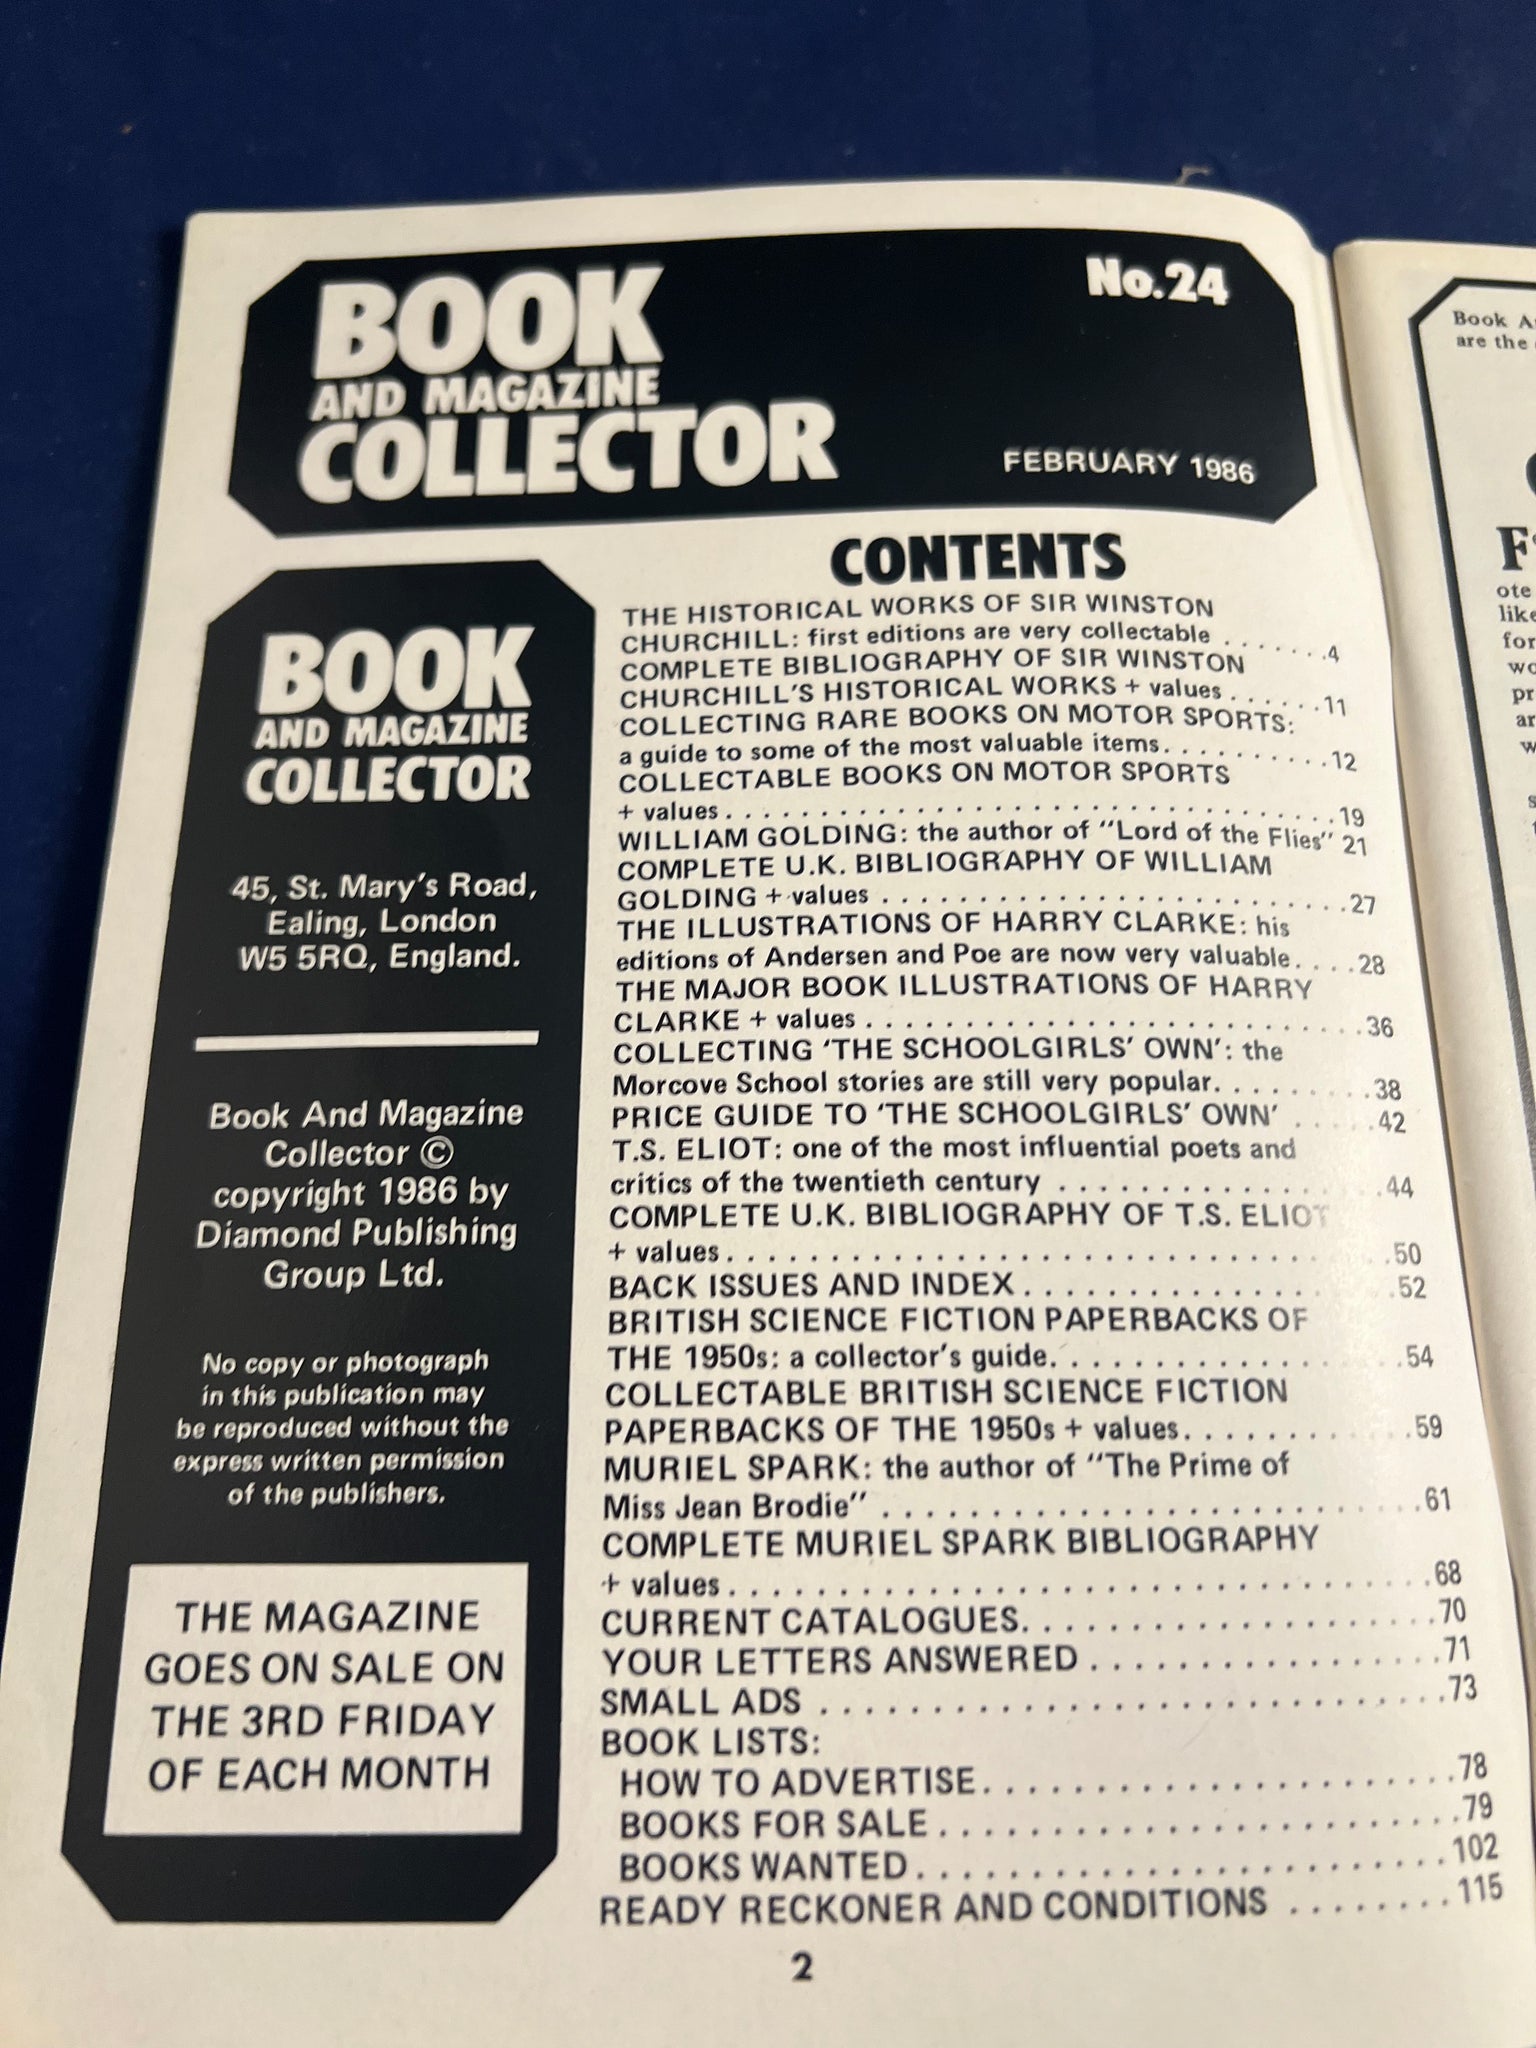 BOOK
AND MAGAZINE
COLLECTOR
No.24
FEBRUARY 1986
BOOK
AND MAGAZINE
COLLECTOR
45, St. Mary's Road,
Ealing, London
W5 5RQ, England.
Book And Magazine
Collector ©
copyright 1986 by
Diamond Publishing
Group Ltd.
No copy or photograph
in this publication may
be reproduced without the
express written permission
of the publishers.
THE MAGAZINE
GOES ON SALE ON
THE 3RD FRIDAY
OF EACH MONTH
CONTENTS
THE HISTORICAL WORKS OF SIR WINSTON
CHURCHILL: first editions are very collectable . . . . . . .4
COMPLETE BIBLIOGRAPHY OF SIR WINSTON
CHURCHILL'S HISTORICAL WORKS + values . . . . . .11
COLLECTING RARE BOOKS ON MOTOR SPORTS:
a guide to some of the most valuable items. . . . . . . . . .12
COLLECTABLE BOOKS ON MOTOR SPORTS
+ values . . . . . . . . . . . . . . . . . . . . . . . . . . . . . . . . .19
WILLIAM GOLDING: the author of "Lord of the Flies" 21
COMPLETE U.K. BIBLIOGRAPHY OF WILLIAM
GOLDING + values . . . . . . . . . . . . . . . . . . . . . . . . .27
THE ILLUSTRATIONS OF HARRY CLARKE: his
editions of Andersen and Poe are now very valuable. . . .28
THE MAJOR BOOK ILLUSTRATIONS OF HARRY
CLARKE + values . . . . . . . . . . . . . . . . . . . . . . . . . .36
COLLECTING 'THE SCHOOLGIRLS' OWN': the
Morcove School stories are still very popular. . . . . . . . .38
PRICE GUIDE TO 'THE SCHOOLGIRLS' OWN' . . . . .42
T.S. ELIOT: one of the most influential poets and
critics of the twentieth century . . . . . . . . . . . . . . . . .44
COMPLETE U.K. BIBLIOGRAPHY OF T.S. ELIOT
+ values . . . . . . . . . . . . . . . . . . . . . . . . . . . . . . . . . .50
BACK ISSUES AND INDEX . . . . . . . . . . . . . . . . . . . .52
BRITISH SCIENCE FICTION PAPERBACKS OF
THE 1950s: a collector's guide. . . . . . . . . . . . . . . . . .54
COLLECTABLE BRITISH SCIENCE FICTION
PAPERBACKS OF THE 1950s + values. . . . . . . . . . . .59
MURIEL SPARK: the author of "The Prime of
Miss Jean Brodie" . . . . . . . . . . . . . . . . . . . . . . . . . . .61
COMPLETE MURIEL SPARK BIBLIOGRAPHY
+ values . . . . . . . . . . . . . . . . . . . . . . . . . . . . . . . . . . .68
CURRENT CATALOGUES. . . . . . . . . . . . . . . . . . . . .70
YOUR LETTERS ANSWERED . . . . . . . . . . . . . . . . . .71
SMALL ADS . . . . . . . . . . . . . . . . . . . . . . . . . . . . . . .73
BOOK LISTS:
HOW TO ADVERTISE. . . . . . . . . . . . . . . . . . . . . . .78
BOOKS FOR SALE . . . . . . . . . . . . . . . . . . . . . . . . .79
BOOKS WANTED . . . . . . . . . . . . . . . . . . . . . . . . .102
READY RECKONER AND CONDITIONS . . . . . . . .115
2
Book
are the
for